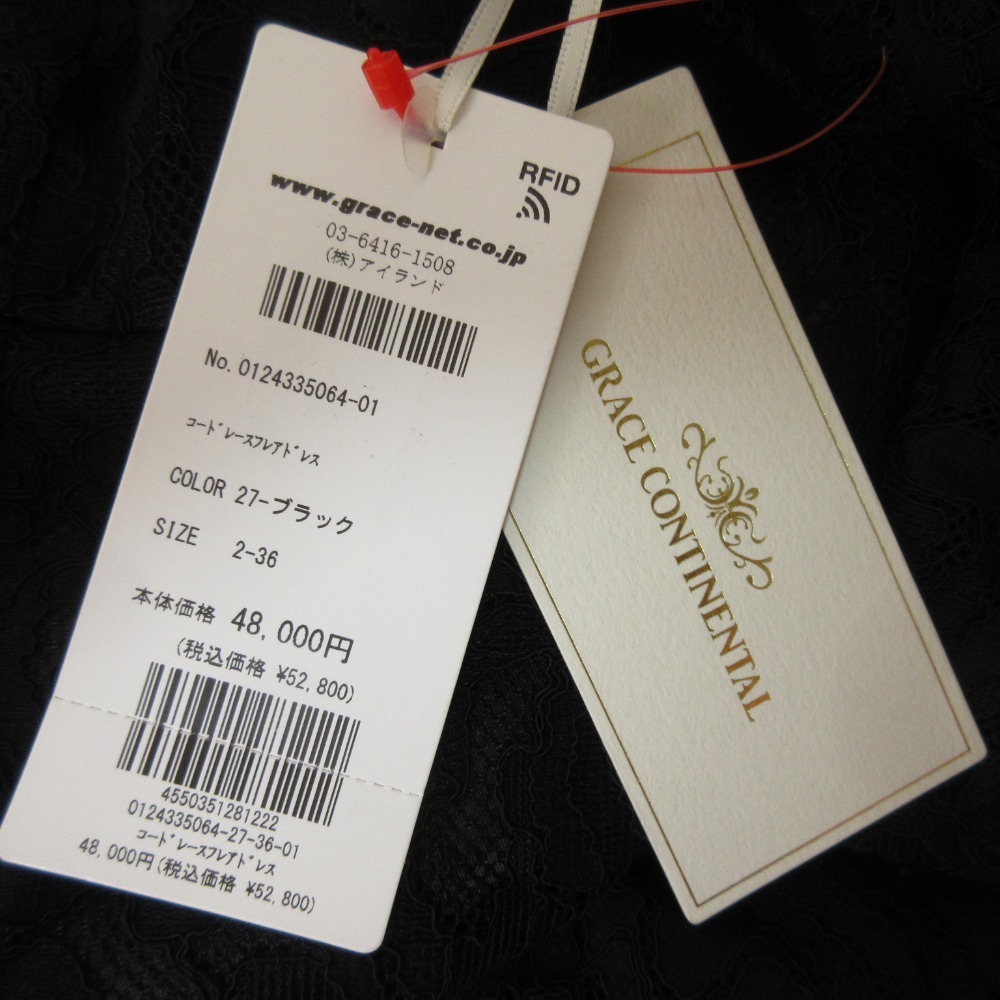 RFID
www.grace-net.co.jp
03-6416-1508
(株)アイランド
No. 0124335064-01
コードレースフレアドレス
COLOR 27-ブラック
SIZE 2-36
本体価格 48,000円
(税込価格 ¥52,800)
4550351281222
0124335064-27-36-01
コードレースフレアドレス
48,000円(税込価格 ¥52,800)
GRACE CONTINENTAL